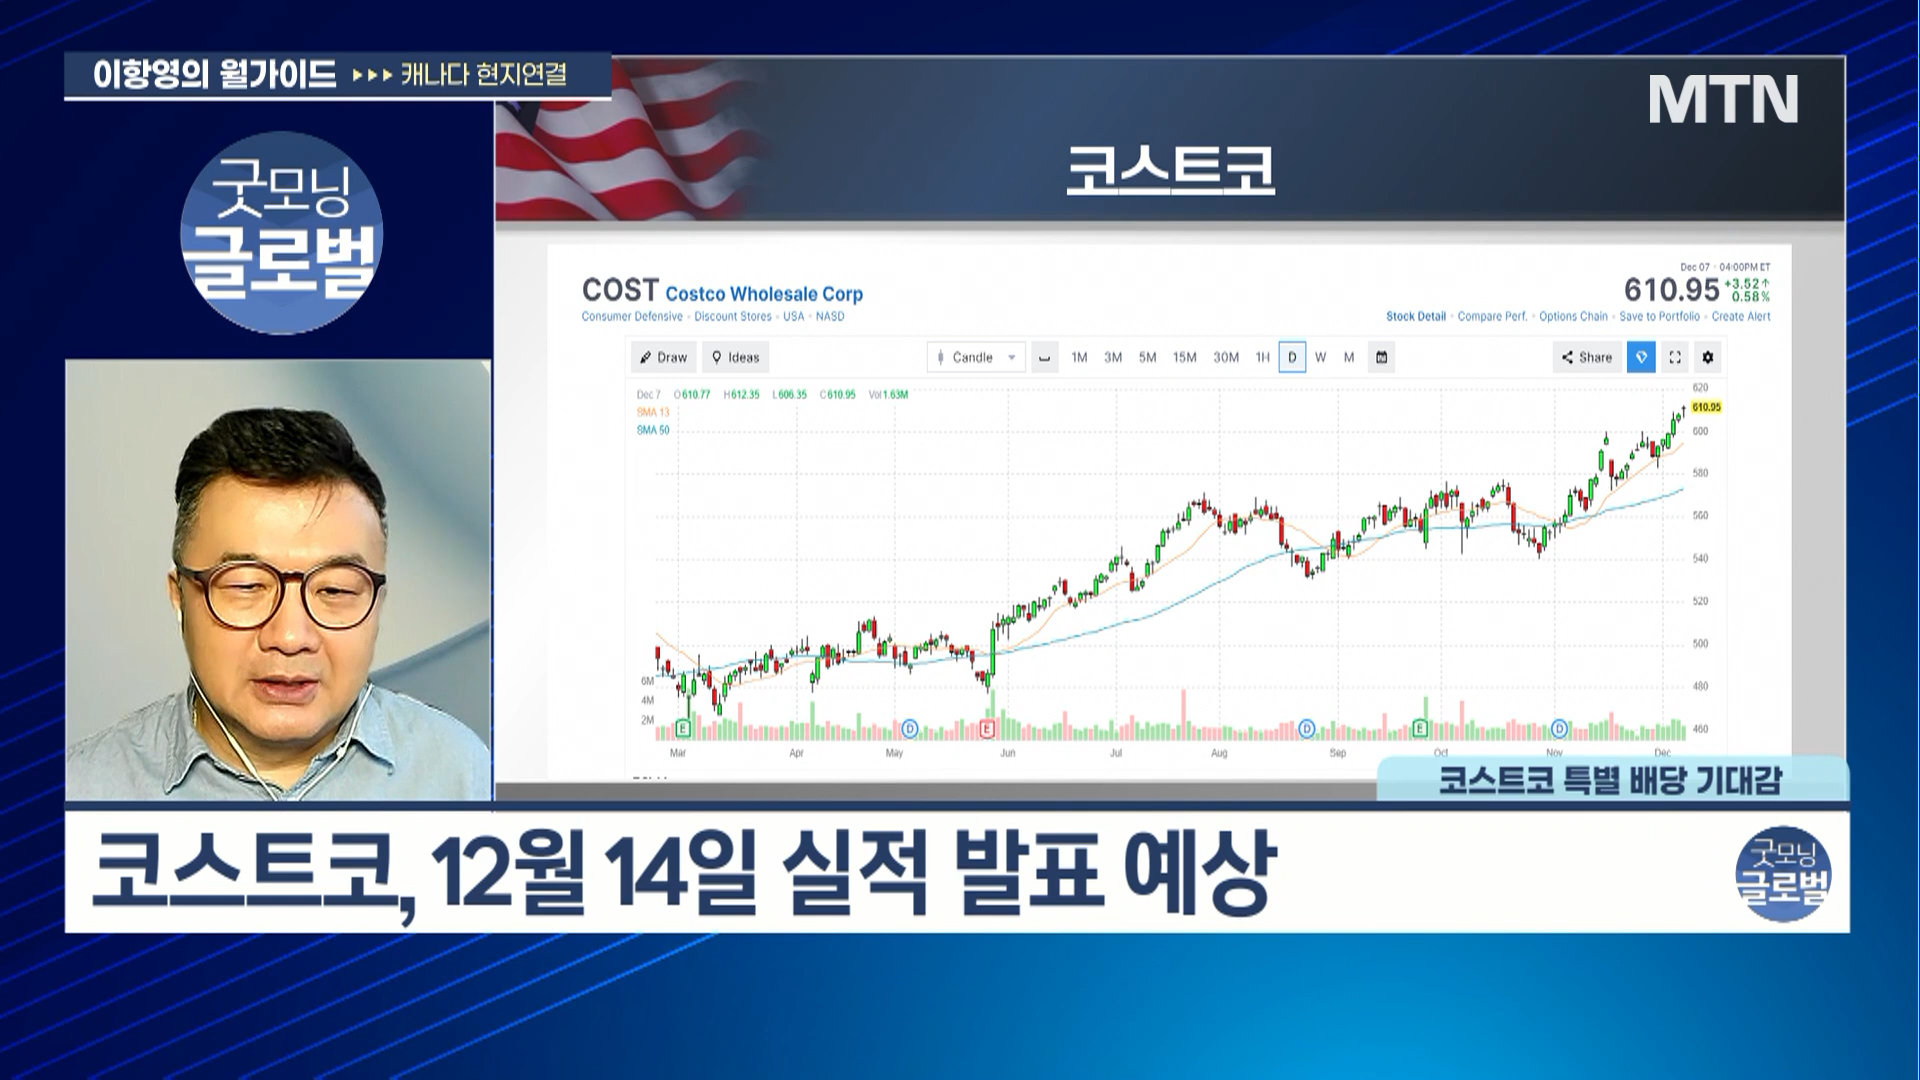 이항영의 월가이드 ▶▶▶ 캐나다 현지연결
MTN
굿모닝
글로벌
코스트코
COST Costco Wholesale Corp
Consumer Defensive • Discount Stores • USA • NASD
Dec 07 • 04:00PM ET
610.95 +3.52↑
0.58%
Stock Detail • Compare Perf. • Options Chain • Save to Portfolio • Create Alert
Draw Ideas Candle 1M 3M 5M 15M 30M 1H D W M Share
Dec 7 O610.77 H612.35 L606.35 C610.95 Vol1.63M
SMA 13
SMA 50
620
610.95
600
580
560
540
520
500
480
460
6M
4M
2M
E D E D E D
Mar Apr May Jun Jul Aug Sep Oct Nov Dec
코스트코 특별 배당 기대감
코스트코, 12월 14일 실적 발표 예상
굿모닝
글로벌